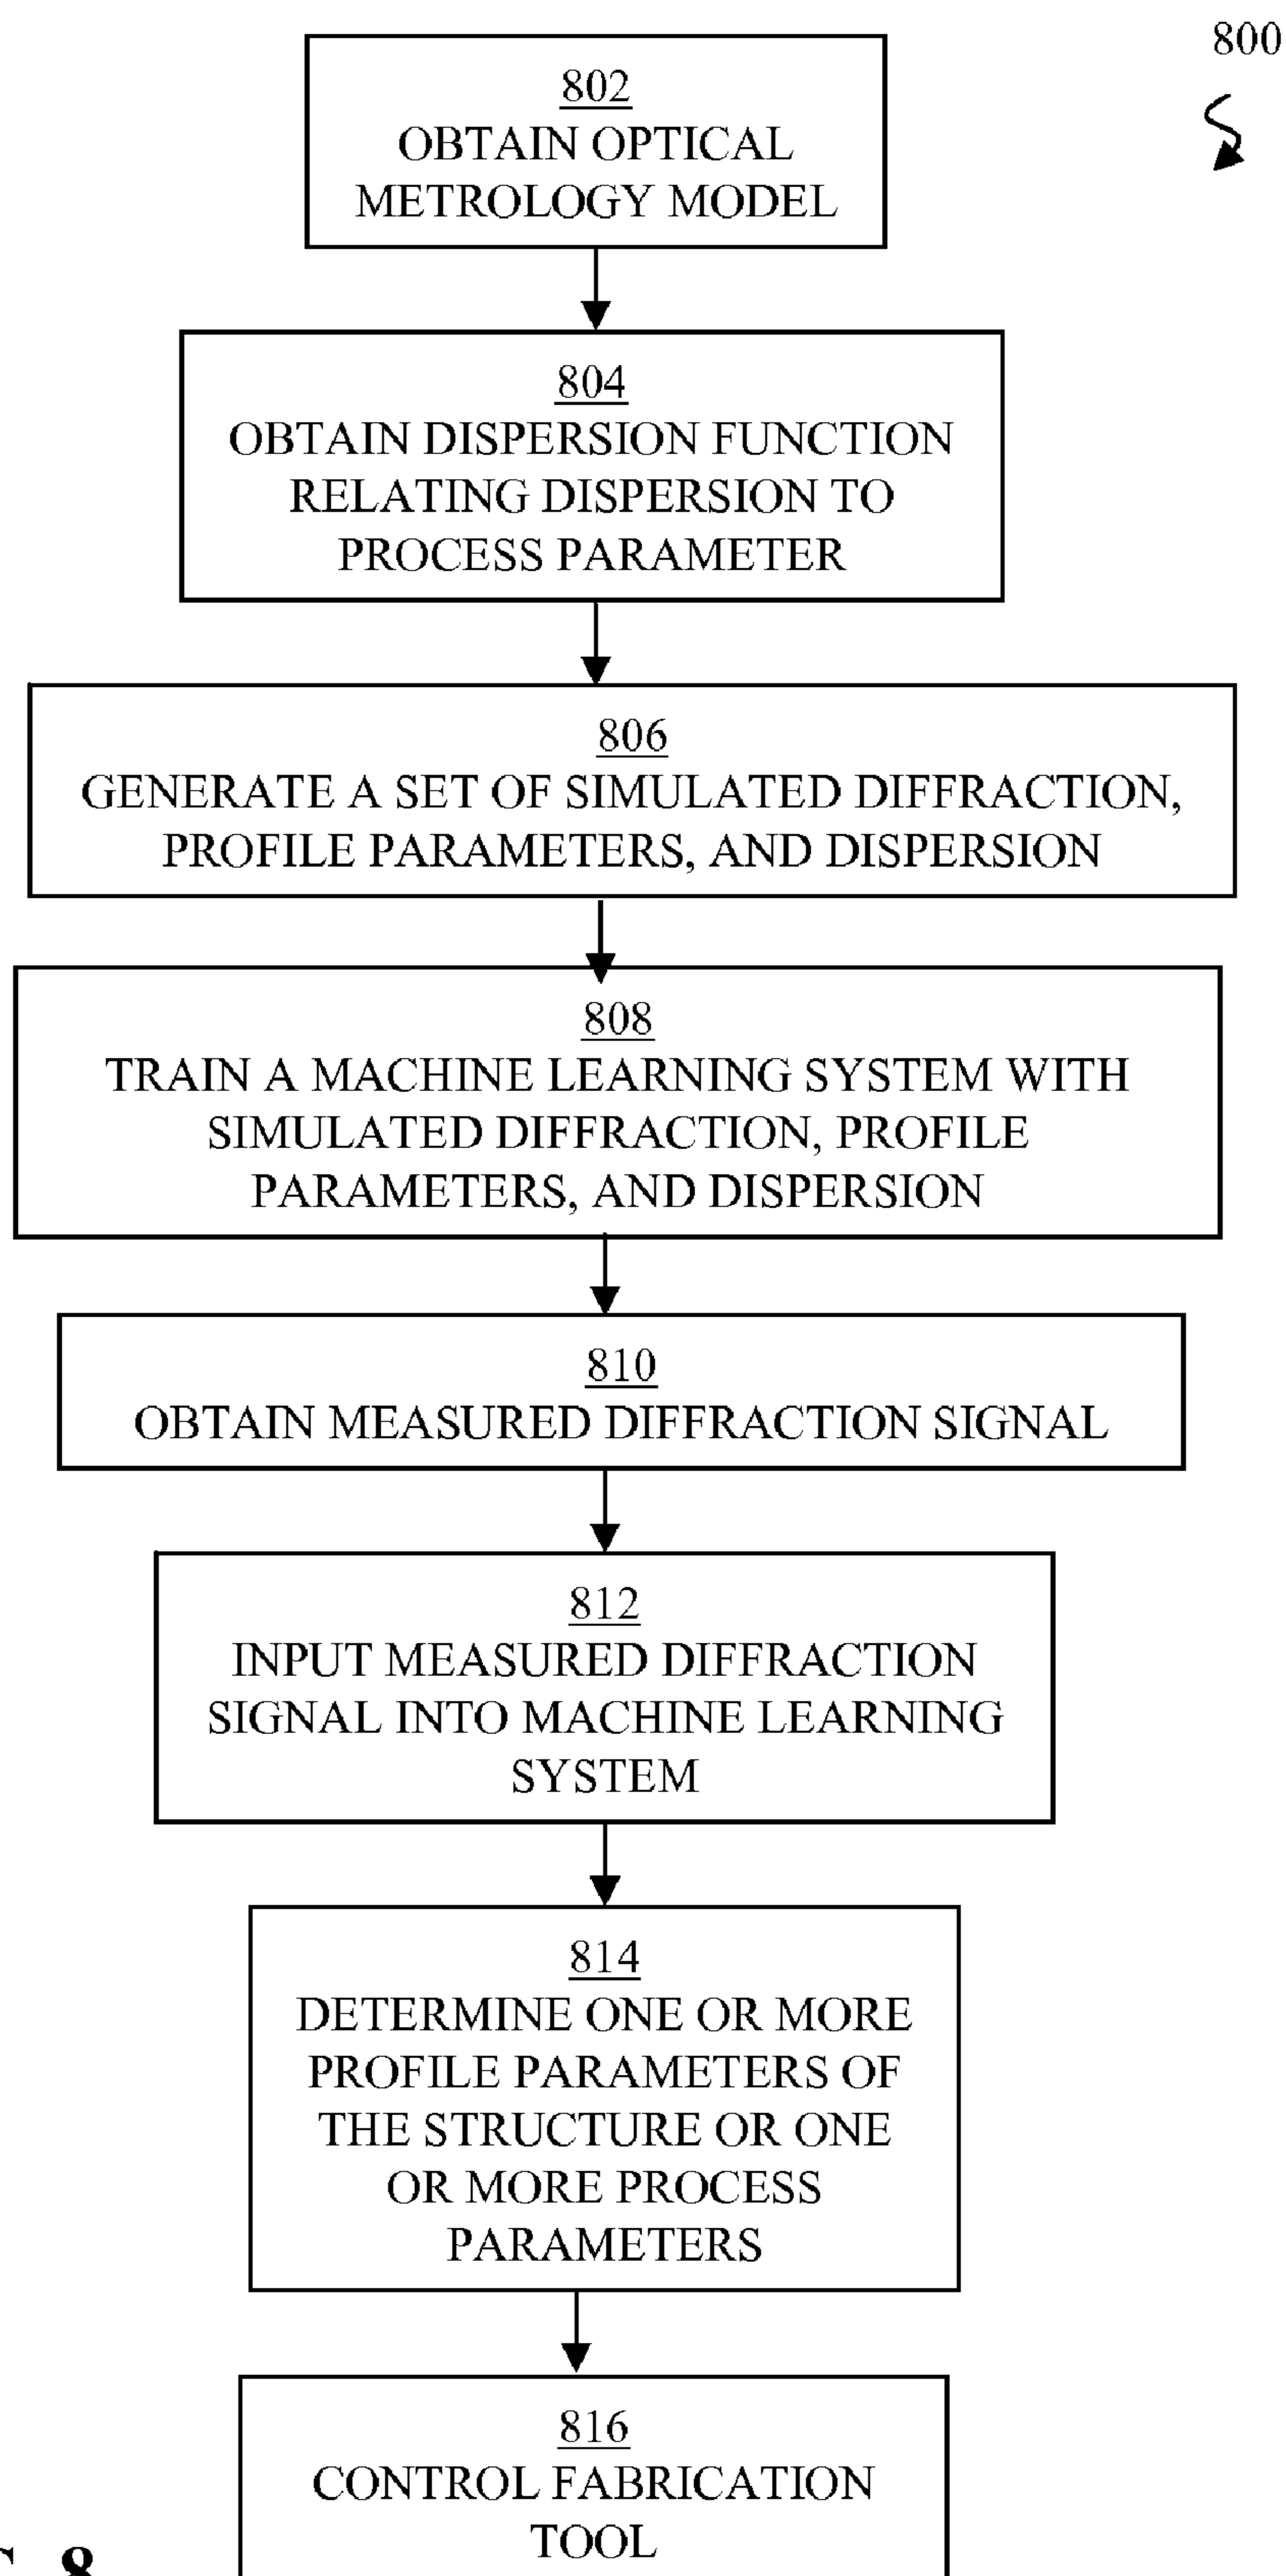 800
802
OBTAIN OPTICAL
METROLOGY MODEL
804
OBTAIN DISPERSION FUNCTION
RELATING DISPERSION TO
PROCESS PARAMETER
806
GENERATE A SET OF SIMULATED DIFFRACTION,
PROFILE PARAMETERS, AND DISPERSION
808
TRAIN A MACHINE LEARNING SYSTEM WITH
SIMULATED DIFFRACTION, PROFILE
PARAMETERS, AND DISPERSION
810
OBTAIN MEASURED DIFFRACTION SIGNAL
812
INPUT MEASURED DIFFRACTION
SIGNAL INTO MACHINE LEARNING
SYSTEM
814
DETERMINE ONE OR MORE
PROFILE PARAMETERS OF
THE STRUCTURE OR ONE
OR MORE PROCESS
PARAMETERS
816
CONTROL FABRICATION
TOOL
8